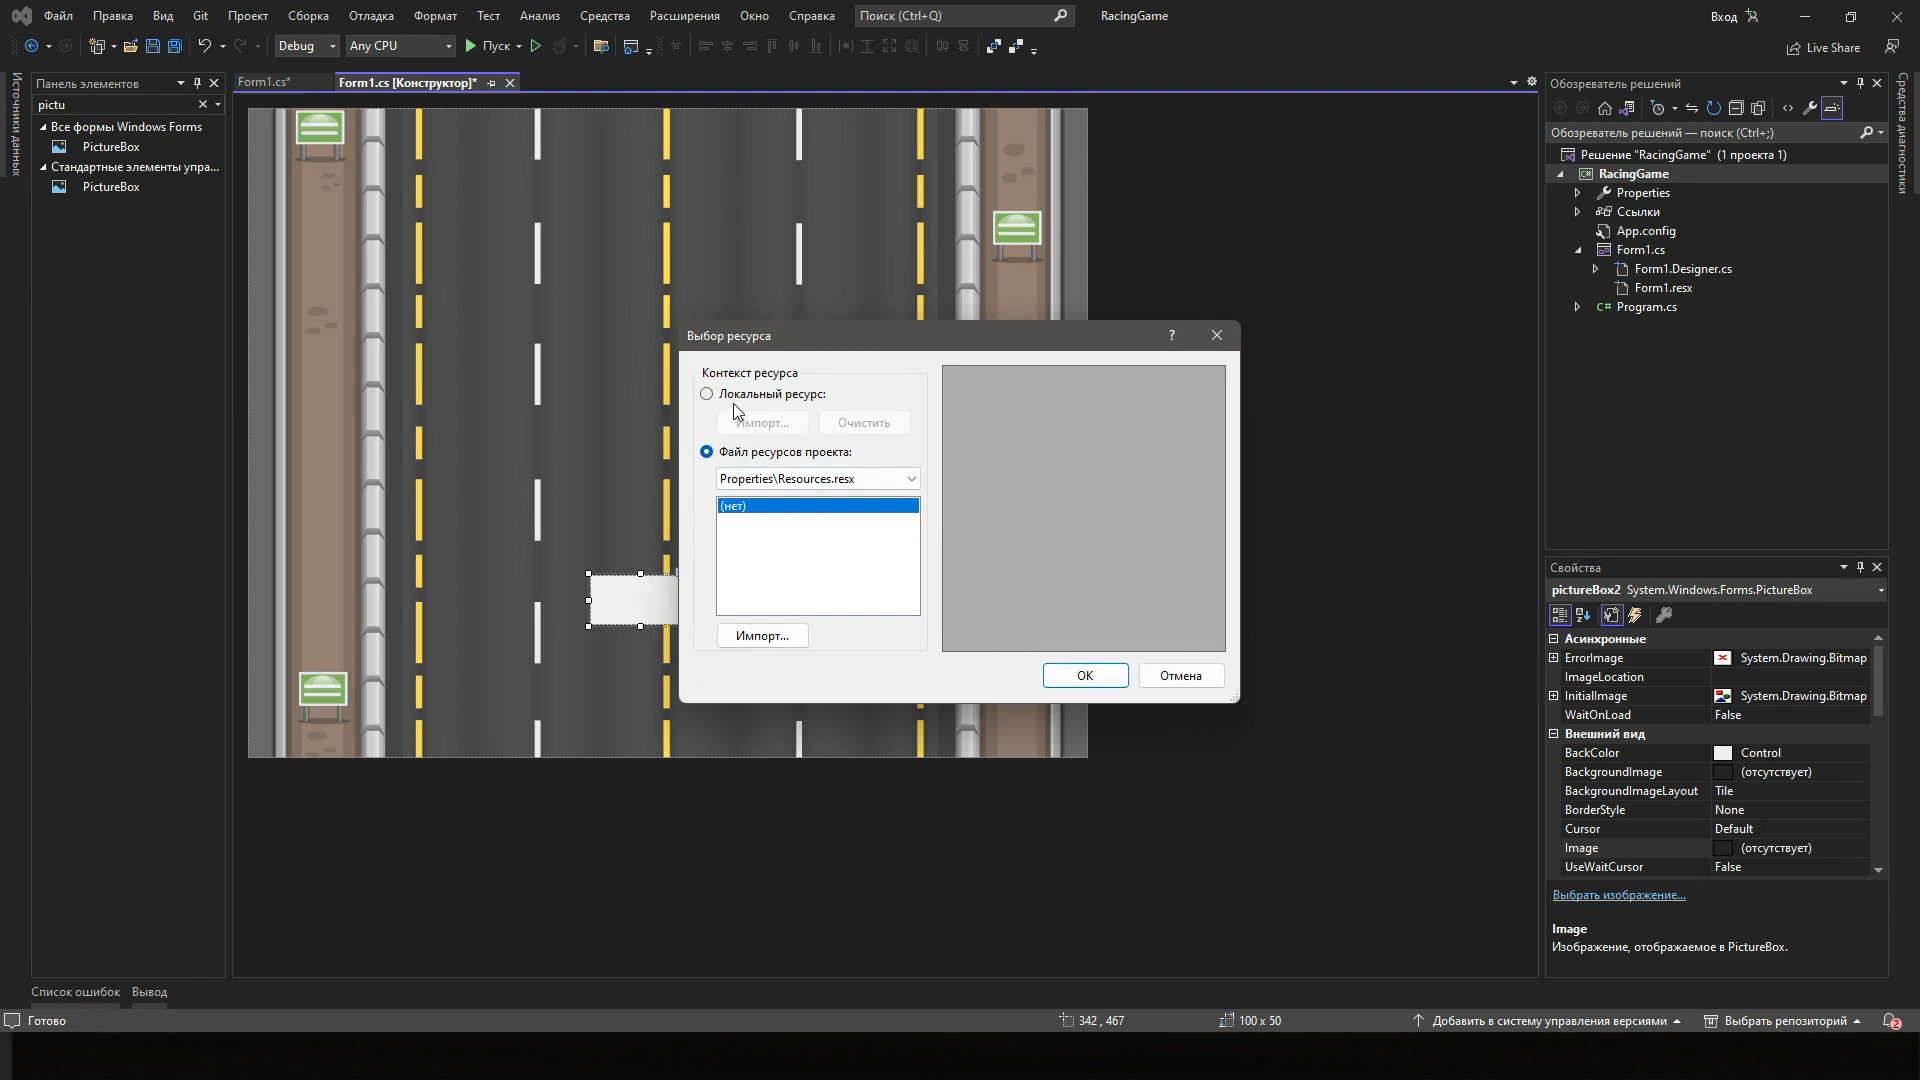 Файл Правка Вид Git Проект Сборка Отладка Формат Тест Анализ Средства Расширения Окно Справка Поиск (Ctrl+Q) RacingGame Вход
Debug Any CPU Пуск Live Share
Источники данных
Панель элементов
pictu
Все формы Windows Forms
PictureBox
Стандартные элементы упра...
PictureBox
Form1.cs* Form1.cs [Конструктор]*
Выбор ресурса ?
Контекст ресурса
Локальный ресурс:
Импорт... Очистить
Файл ресурсов проекта:
Properties\Resources.resx
(нет)
Импорт...
OK Отмена
Обозреватель решений
Обозреватель решений — поиск (Ctrl+;)
Решение "RacingGame" (1 проекта 1)
C# RacingGame
Properties
Ссылки
App.config
Form1.cs
Form1.Designer.cs
Form1.resx
C# Program.cs
Средства диагностики
Свойства
pictureBox2 System.Windows.Forms.PictureBox
Асинхронные
ErrorImage System.Drawing.Bitmap
ImageLocation
InitialImage System.Drawing.Bitmap
WaitOnLoad False
Внешний вид
BackColor Control
BackgroundImage (отсутствует)
BackgroundImageLayout Tile
BorderStyle None
Cursor Default
Image (отсутствует)
UseWaitCursor False
Выбрать изображение...
Image
Изображение, отображаемое в PictureBox.
Список ошибок Вывод
Готово 342 , 467 100 x 50 Добавить в систему управления версиями Выбрать репозиторий 2